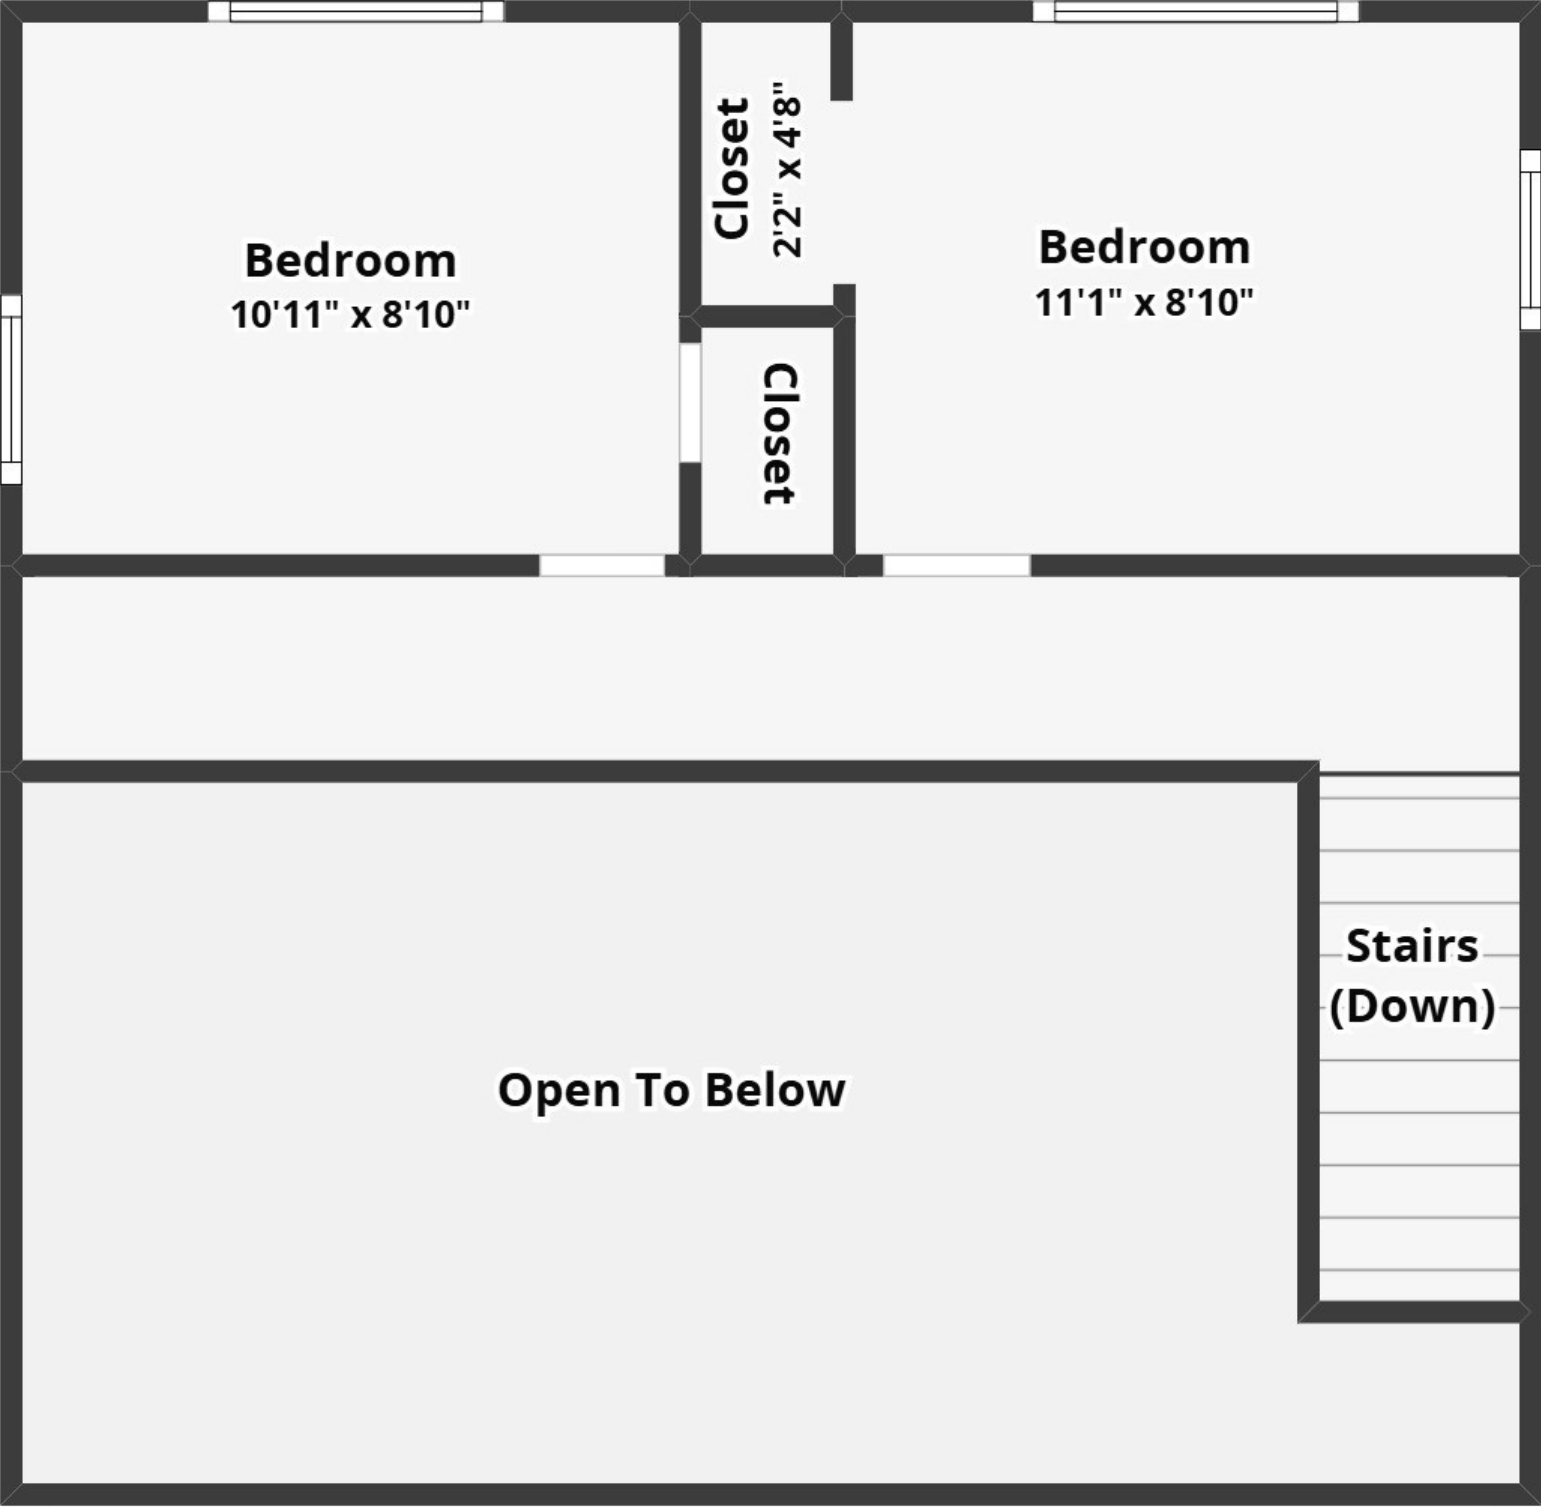 Closet
2'2" x 4'8"
Bedroom
10'11" x 8'10"
Bedroom
11'1" x 8'10"
Closet
Stairs
(Down)
Open To Below